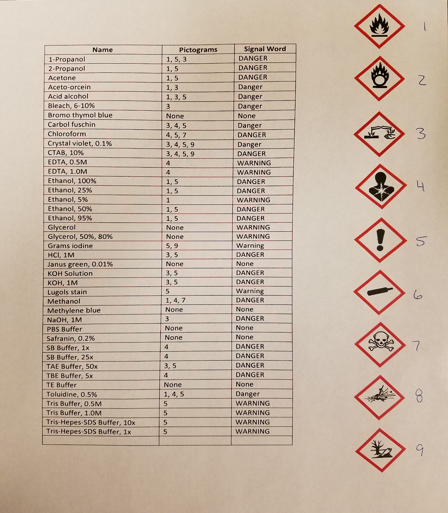 Name Pictograms Signal Word
1-Propanol 1, 5, 3 DANGER
2-Propanol 1, 5 DANGER
Acetone 1, 5 DANGER
Aceto-orcein 1, 3 Danger
Acid alcohol 1, 3, 5 Danger
Bleach, 6-10% 3 Danger
Bromo thymol blue None None
Carbol fuschin 3, 4, 5 Danger
Chloroform 4, 5, 7 DANGER
Crystal violet, 0.1% 3, 4, 5, 9 Danger
CTAB, 10% 3, 4, 5, 9 DANGER
EDTA, 0.5M 4 WARNING
EDTA, 1.0M 4 WARNING
Ethanol, 100% 1, 5 DANGER
Ethanol, 25% 1, 5 DANGER
Ethanol, 5% 1 WARNING
Ethanol, 50% 1, 5 DANGER
Ethanol, 95% 1, 5 DANGER
Glycerol None WARNING
Glycerol, 50%, 80% None WARNING
Grams iodine 5, 9 Warning
HCl, 1M 3, 5 DANGER
Janus green, 0.01% None None
KOH Solution 3, 5 DANGER
KOH, 1M 3, 5 DANGER
Lugols stain 5 Warning
Methanol 1, 4, 7 DANGER
Methylene blue None None
NaOH, 1M 3 DANGER
PBS Buffer None None
Safranin, 0.2% None None
SB Buffer, 1x 4 DANGER
SB Buffer, 25x 4 DANGER
TAE Buffer, 50x 3, 5 DANGER
TBE Buffer, 5x 4 DANGER
TE Buffer None None
Toluidine, 0.5% 1, 4, 5 Danger
Tris Buffer, 0.5M 5 WARNING
Tris Buffer, 1.0M 5 WARNING
Tris-Hepes-SDS Buffer, 10x 5 WARNING
Tris-Hepes-SDS Buffer, 1x 5 WARNING
1
2
3
4
5
6
7
8
9